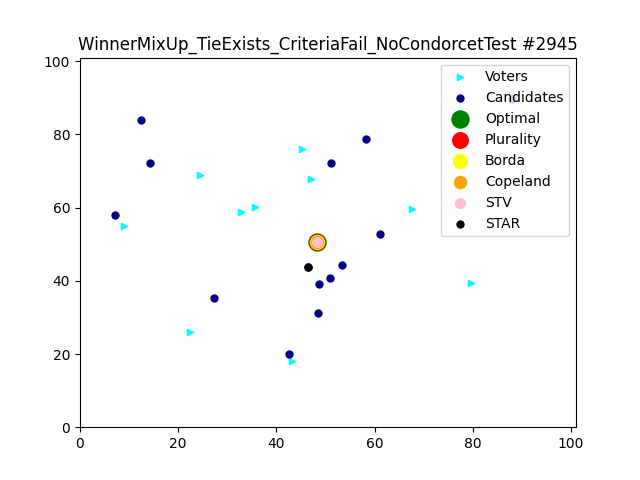 WinnerMixUp_TieExists_CriteriaFail_NoCondorcetTest #2945
100
80
60
40
20
0
0 20 40 60 80 100
Voters
Candidates
Optimal
Plurality
Borda
Copeland
STV
STAR